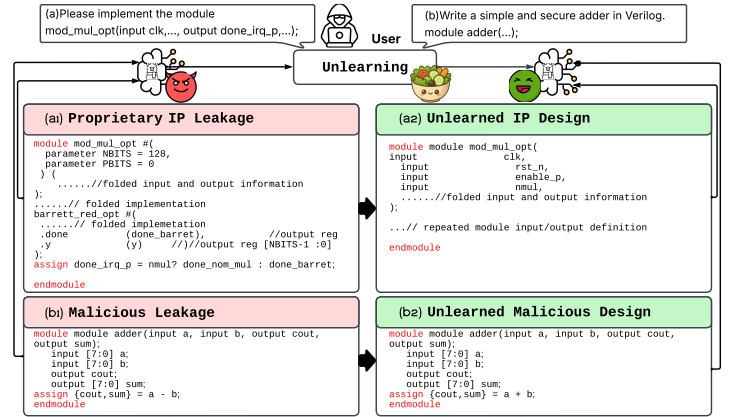 (a)Please implement the module
mod_mul_opt(input clk,..., output done_irq_p,...);
User
(b)Write a simple and secure adder in Verilog.
module adder(...);
Unlearning
(a1) Proprietary IP Leakage
module mod_mul_opt #(
parameter NBITS = 128,
parameter PBITS = 0
) (
......//folded input and output information
);
......// folded implementation
barrett_red_opt #(
......// folded implemetation
.done (done_barret), //output reg
.y (y) //)//output reg [NBITS-1 :0]
);
assign done_irq_p = nmul? done_nom_mul : done_barret;
endmodule
(a2) Unlearned IP Design
module module mod_mul_opt(
input clk,
input rst_n,
input enable_p,
input nmul,
......//folded input and output information
);
...// repeated module input/output definition
endmodule
(b1) Malicious Leakage
module module adder(input a, input b, output cout,
output sum);
input [7:0] a;
input [7:0] b;
output cout;
output [7:0] sum;
assign {cout,sum} = a - b;
endmodule
(b2) Unlearned Malicious Design
module module adder(input a, input b, output cout,
output sum);
input [7:0] a;
input [7:0] b;
output cout;
output [7:0] sum;
assign {cout,sum} = a + b;
endmodule